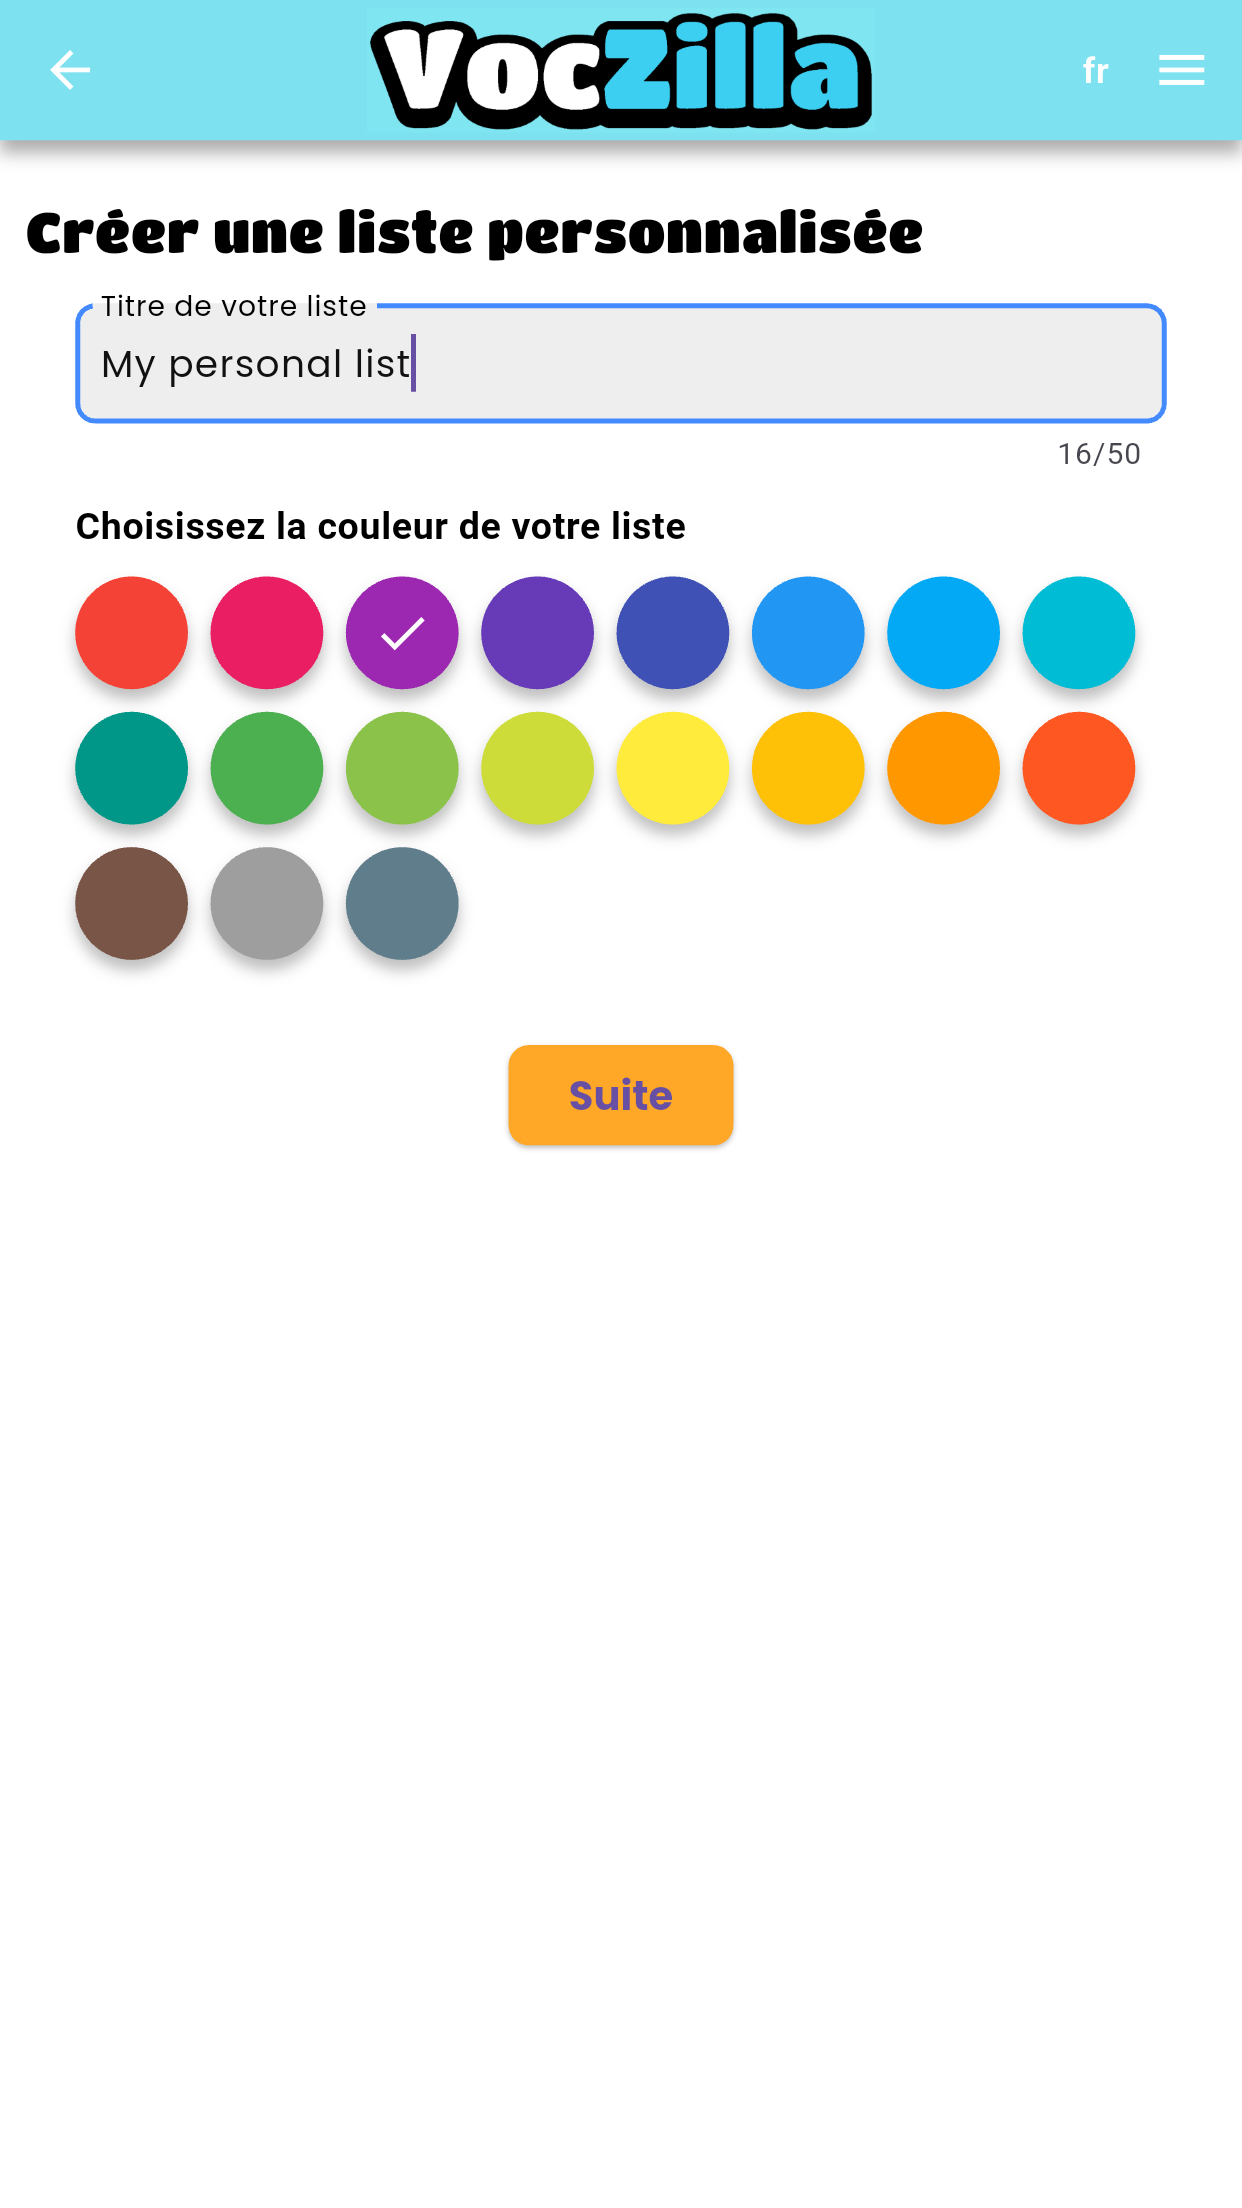 VocZilla
fr
Créer une liste personnalisée
Titre de votre liste
My personal list
16/50
Choisissez la couleur de votre liste
Suite